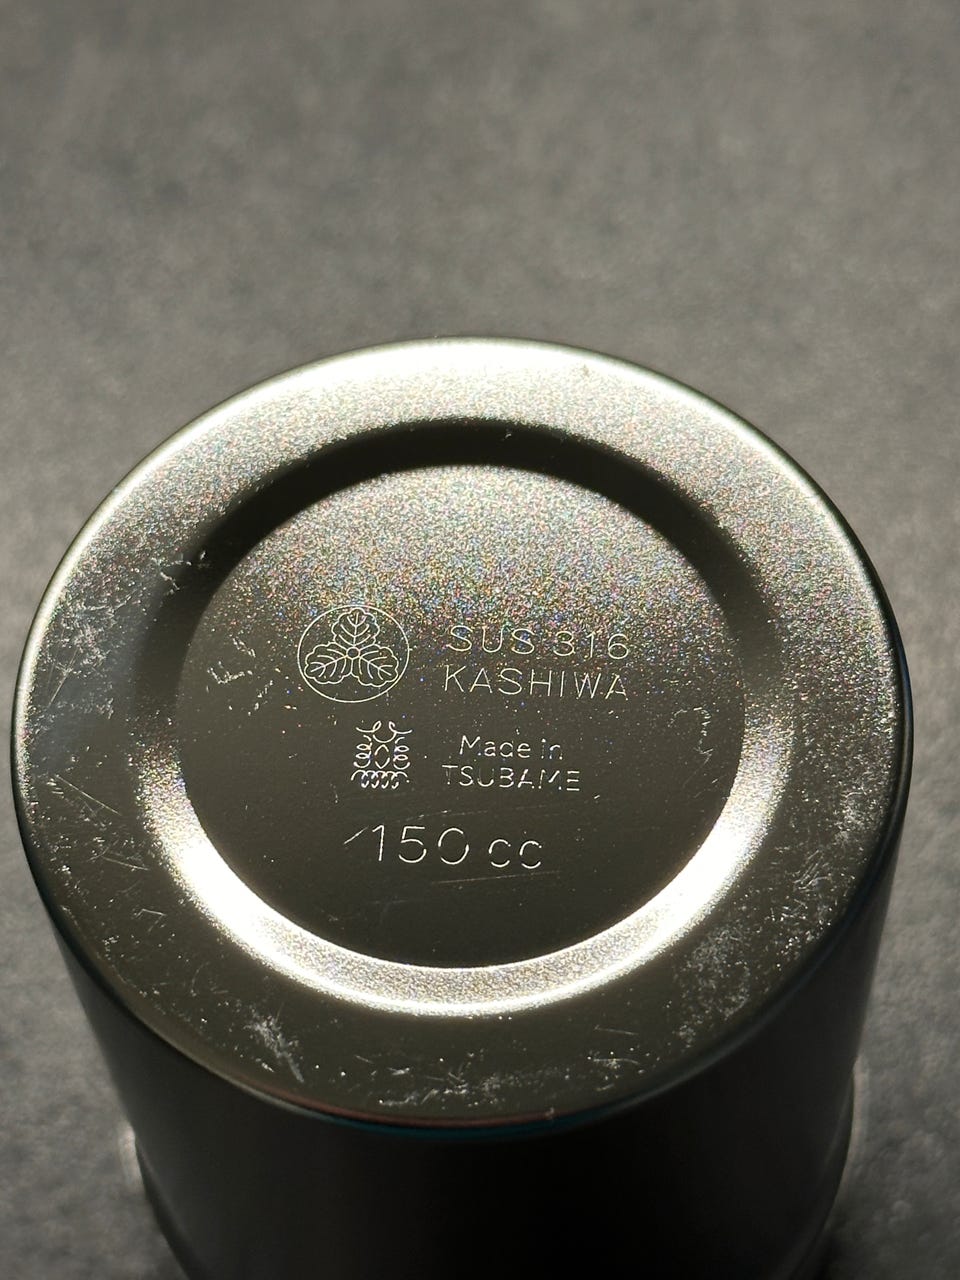 SUS 316
KASHIWA
Made in
TSUBAME
150 cc